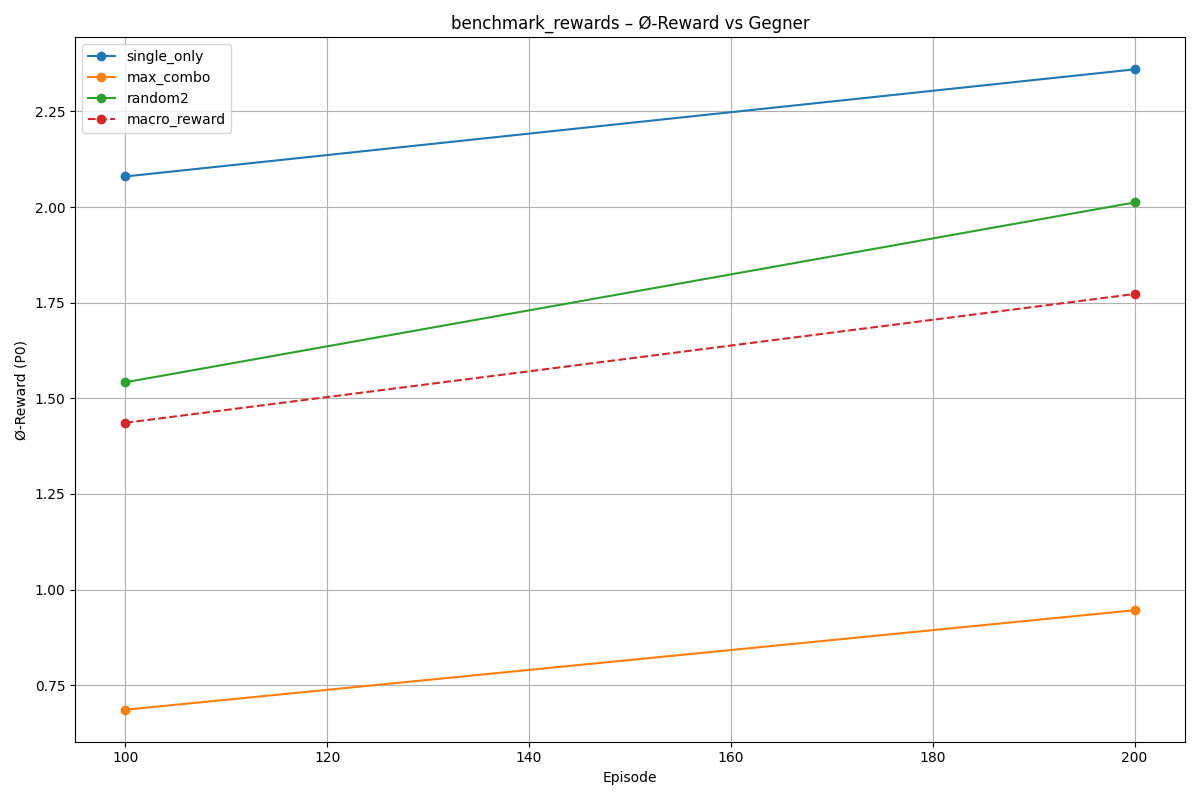 benchmark_rewards – Ø-Reward vs Gegner
single_only
max_combo
random2
macro_reward
Ø-Reward (P0)
2.25
2.00
1.75
1.50
1.25
1.00
0.75
100 120 140 160 180 200
Episode